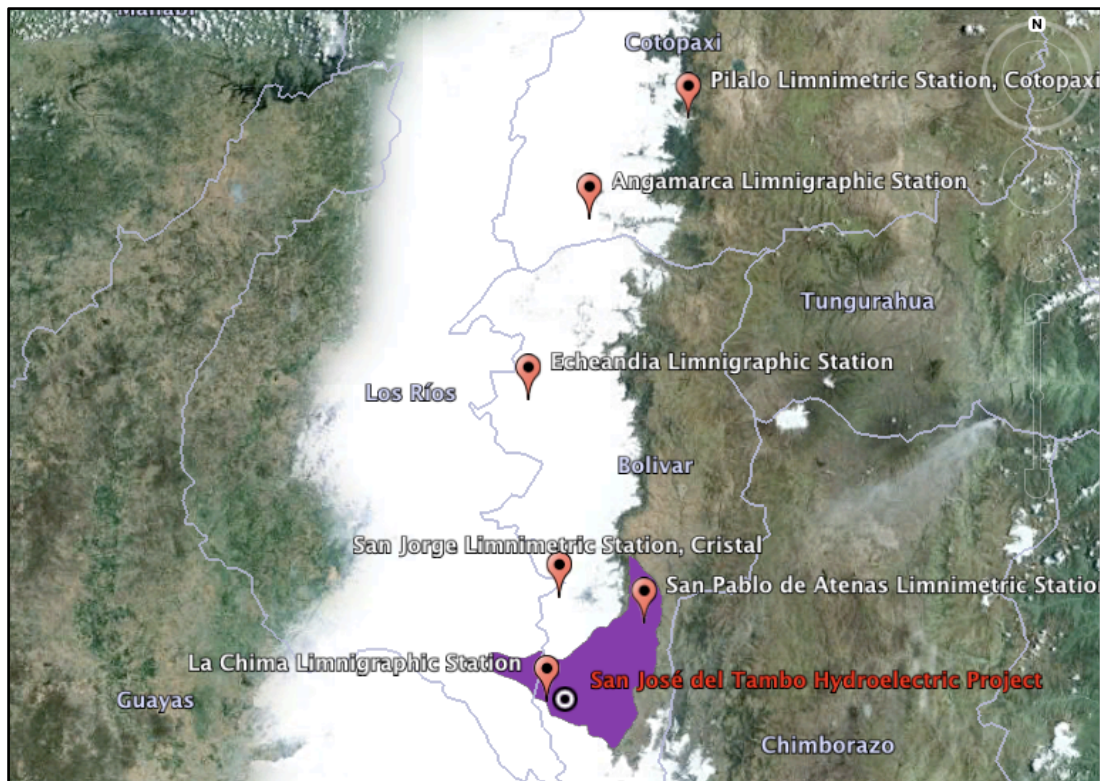 Manabí
N
Cotopaxi
Pilalo Limnimetric Station, Cotopaxi
Angamarca Limnigraphic Station
Tungurahua
Echeandia Limnigraphic Station
Los Ríos
Bolivar
San Jorge Limnimetric Station, Cristal
San Pablo de Atenas Limnimetric Station
La Chima Limnigraphic Station
San José del Tambo Hydroelectric Project
Guayas
Chimborazo